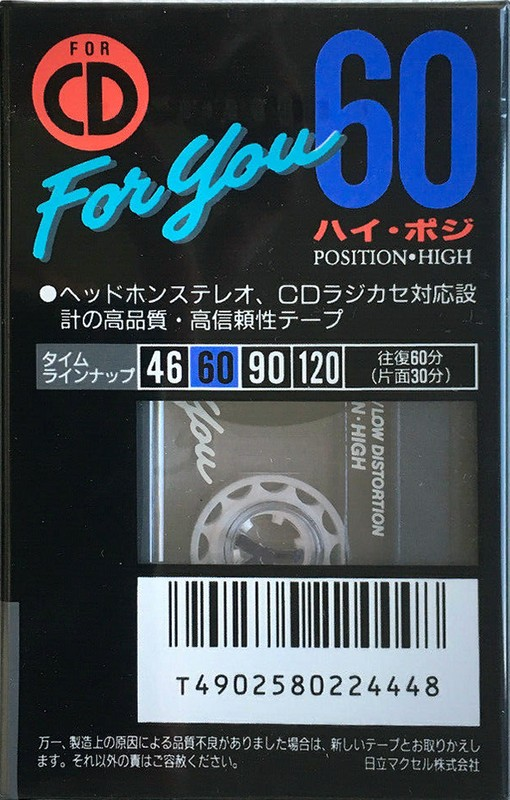 FOR
CD
For You
60
ハイ・ポジ
POSITION•HIGH
●ヘッドホンステレオ、CDラジカセ対応設
計の高品質・高信頼性テープ
タイム
ラインナップ
46 60 90 120
往復60分
(片面30分)
You
/LOW DISTORTION
N•HIGH
T4902580224448
万一、製造上の原因による品質不良がありました場合は、新しいテープとお取りかえし
ます。それ以外の責はご容赦ください。
日立マクセル株式会社